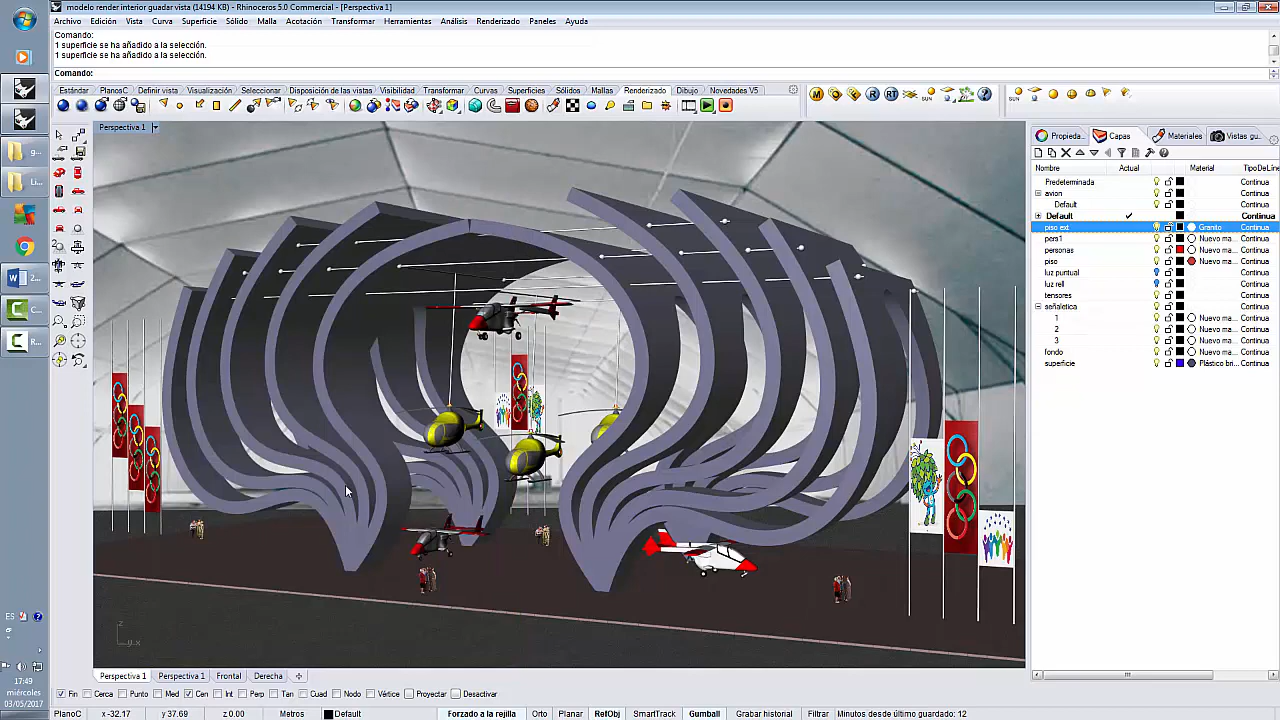 modelo render interior guadar vista (14194 KB) - Rhinoceros 5.0 Commercial - [Perspectiva 1]
Archivo Edición Vista Curva Superficie Sólido Malla Acotación Transformar Herramientas Análisis Renderizado Paneles Ayuda
Comando:
1 superficie se ha añadido a la selección.
1 superficie se ha añadido a la selección.
Comando:
Estándar PlanoC Definir vista Visualización Seleccionar Disposición de las vistas Visibilidad Transformar Curvas Superficies Sólidos Mallas Renderizado Dibujo Novedades V5
Perspectiva 1
Propieda... Capas Materiales Vistas gu...
Nombre Actual Material TipoDeLíne
Predeterminada Continua
avion
Default Continua
Default Continua
piso ext Granito Continua
pers1 Nuevo ma... Continua
personas Nuevo ma... Continua
piso Nuevo ma... Continua
luz puntual Continua
luz rell Continua
tensores Continua
señaletica
1 Nuevo ma... Continua
2 Nuevo ma... Continua
3 Nuevo ma... Continua
fondo Nuevo ma... Continua
superficie Plástico bri... Continua
g...
Li...
2...
C...
R...
ES
17:49
miércoles
03/05/2017
z
y x
Perspectiva 1 Perspectiva 1 Frontal Derecha
Fin Cerca Punto Med Cen Int Perp Tan Cuad Nodo Vértice Proyectar Desactivar
PlanoC x -32.17 y 37.69 z 0.00 Metros Default Forzado a la rejilla Orto Planar RefObj SmartTrack Gumball Grabar historial Filtrar Minutos desde último guardado: 12